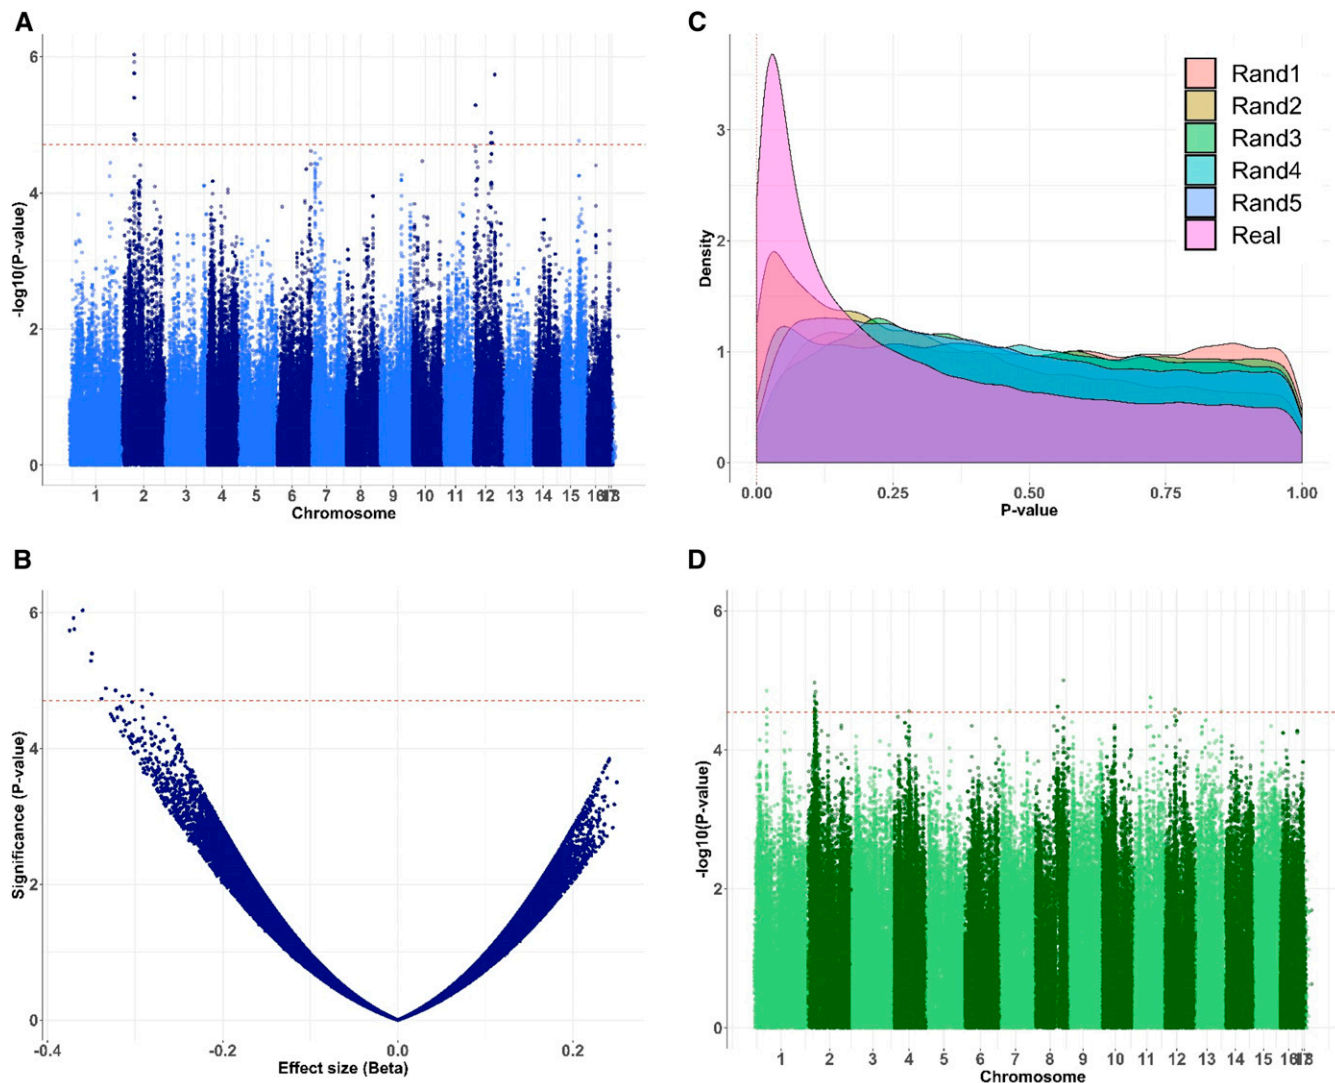 A
6
4
2
0
-log10(P-value)
1 2 3 4 5 6 7 8 9 10 11 12 13 14 15
Chromosome
C
3
2
1
0
Density
Rand1
Rand2
Rand3
Rand4
Rand5
Real
0.00 0.25 0.50 0.75 1.00
P-value
B
6
4
2
0
Significance (P-value)
-0.4 -0.2 0.0 0.2
Effect size (Beta)
D
6
4
2
0
-log10(P-value)
1 2 3 4 5 6 7 8 9 10 11 12 13 14 15
Chromosome